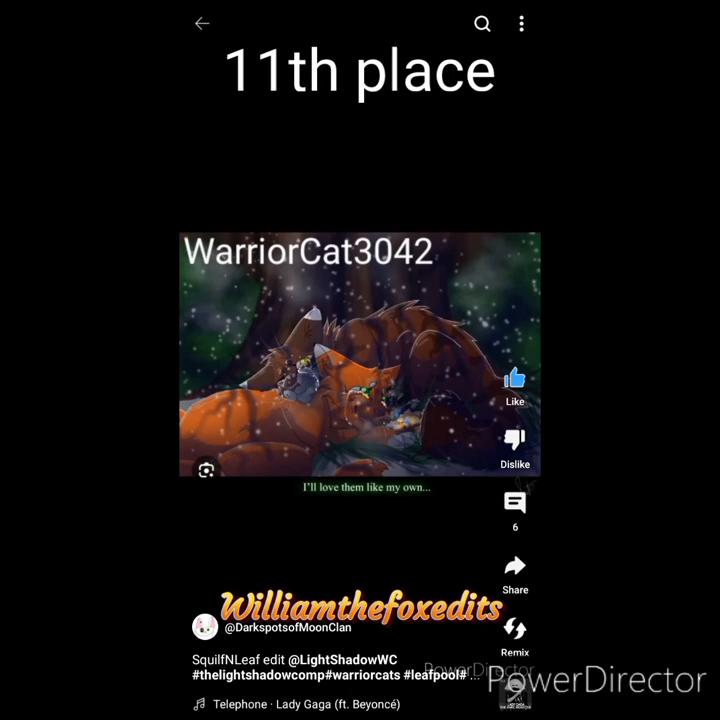 11th place
WarriorCat3042
Like
Dislike
I'll love them like my own...
6
Share
Williamthefoxedits
@DarkspotsofMoonClan
Remix
SquilfNLeaf edit @LightShadowWC
#thelightshadowcomp#warriorcats #leafpool# ...
PowerDirector
PowerDirector
Telephone · Lady Gaga (ft. Beyoncé)